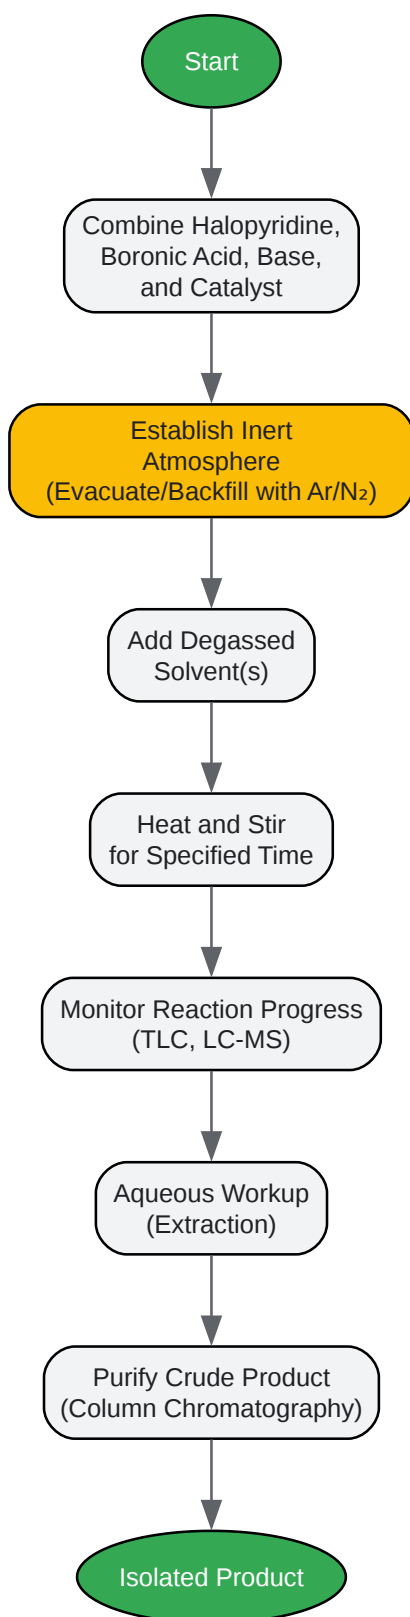 Start
Combine Halopyridine,
Boronic Acid, Base,
and Catalyst
Establish Inert
Atmosphere
(Evacuate/Backfill with Ar/N₂)
Add Degassed
Solvent(s)
Heat and Stir
for Specified Time
Monitor Reaction Progress
(TLC, LC-MS)
Aqueous Workup
(Extraction)
Purify Crude Product
(Column Chromatography)
Isolated Product